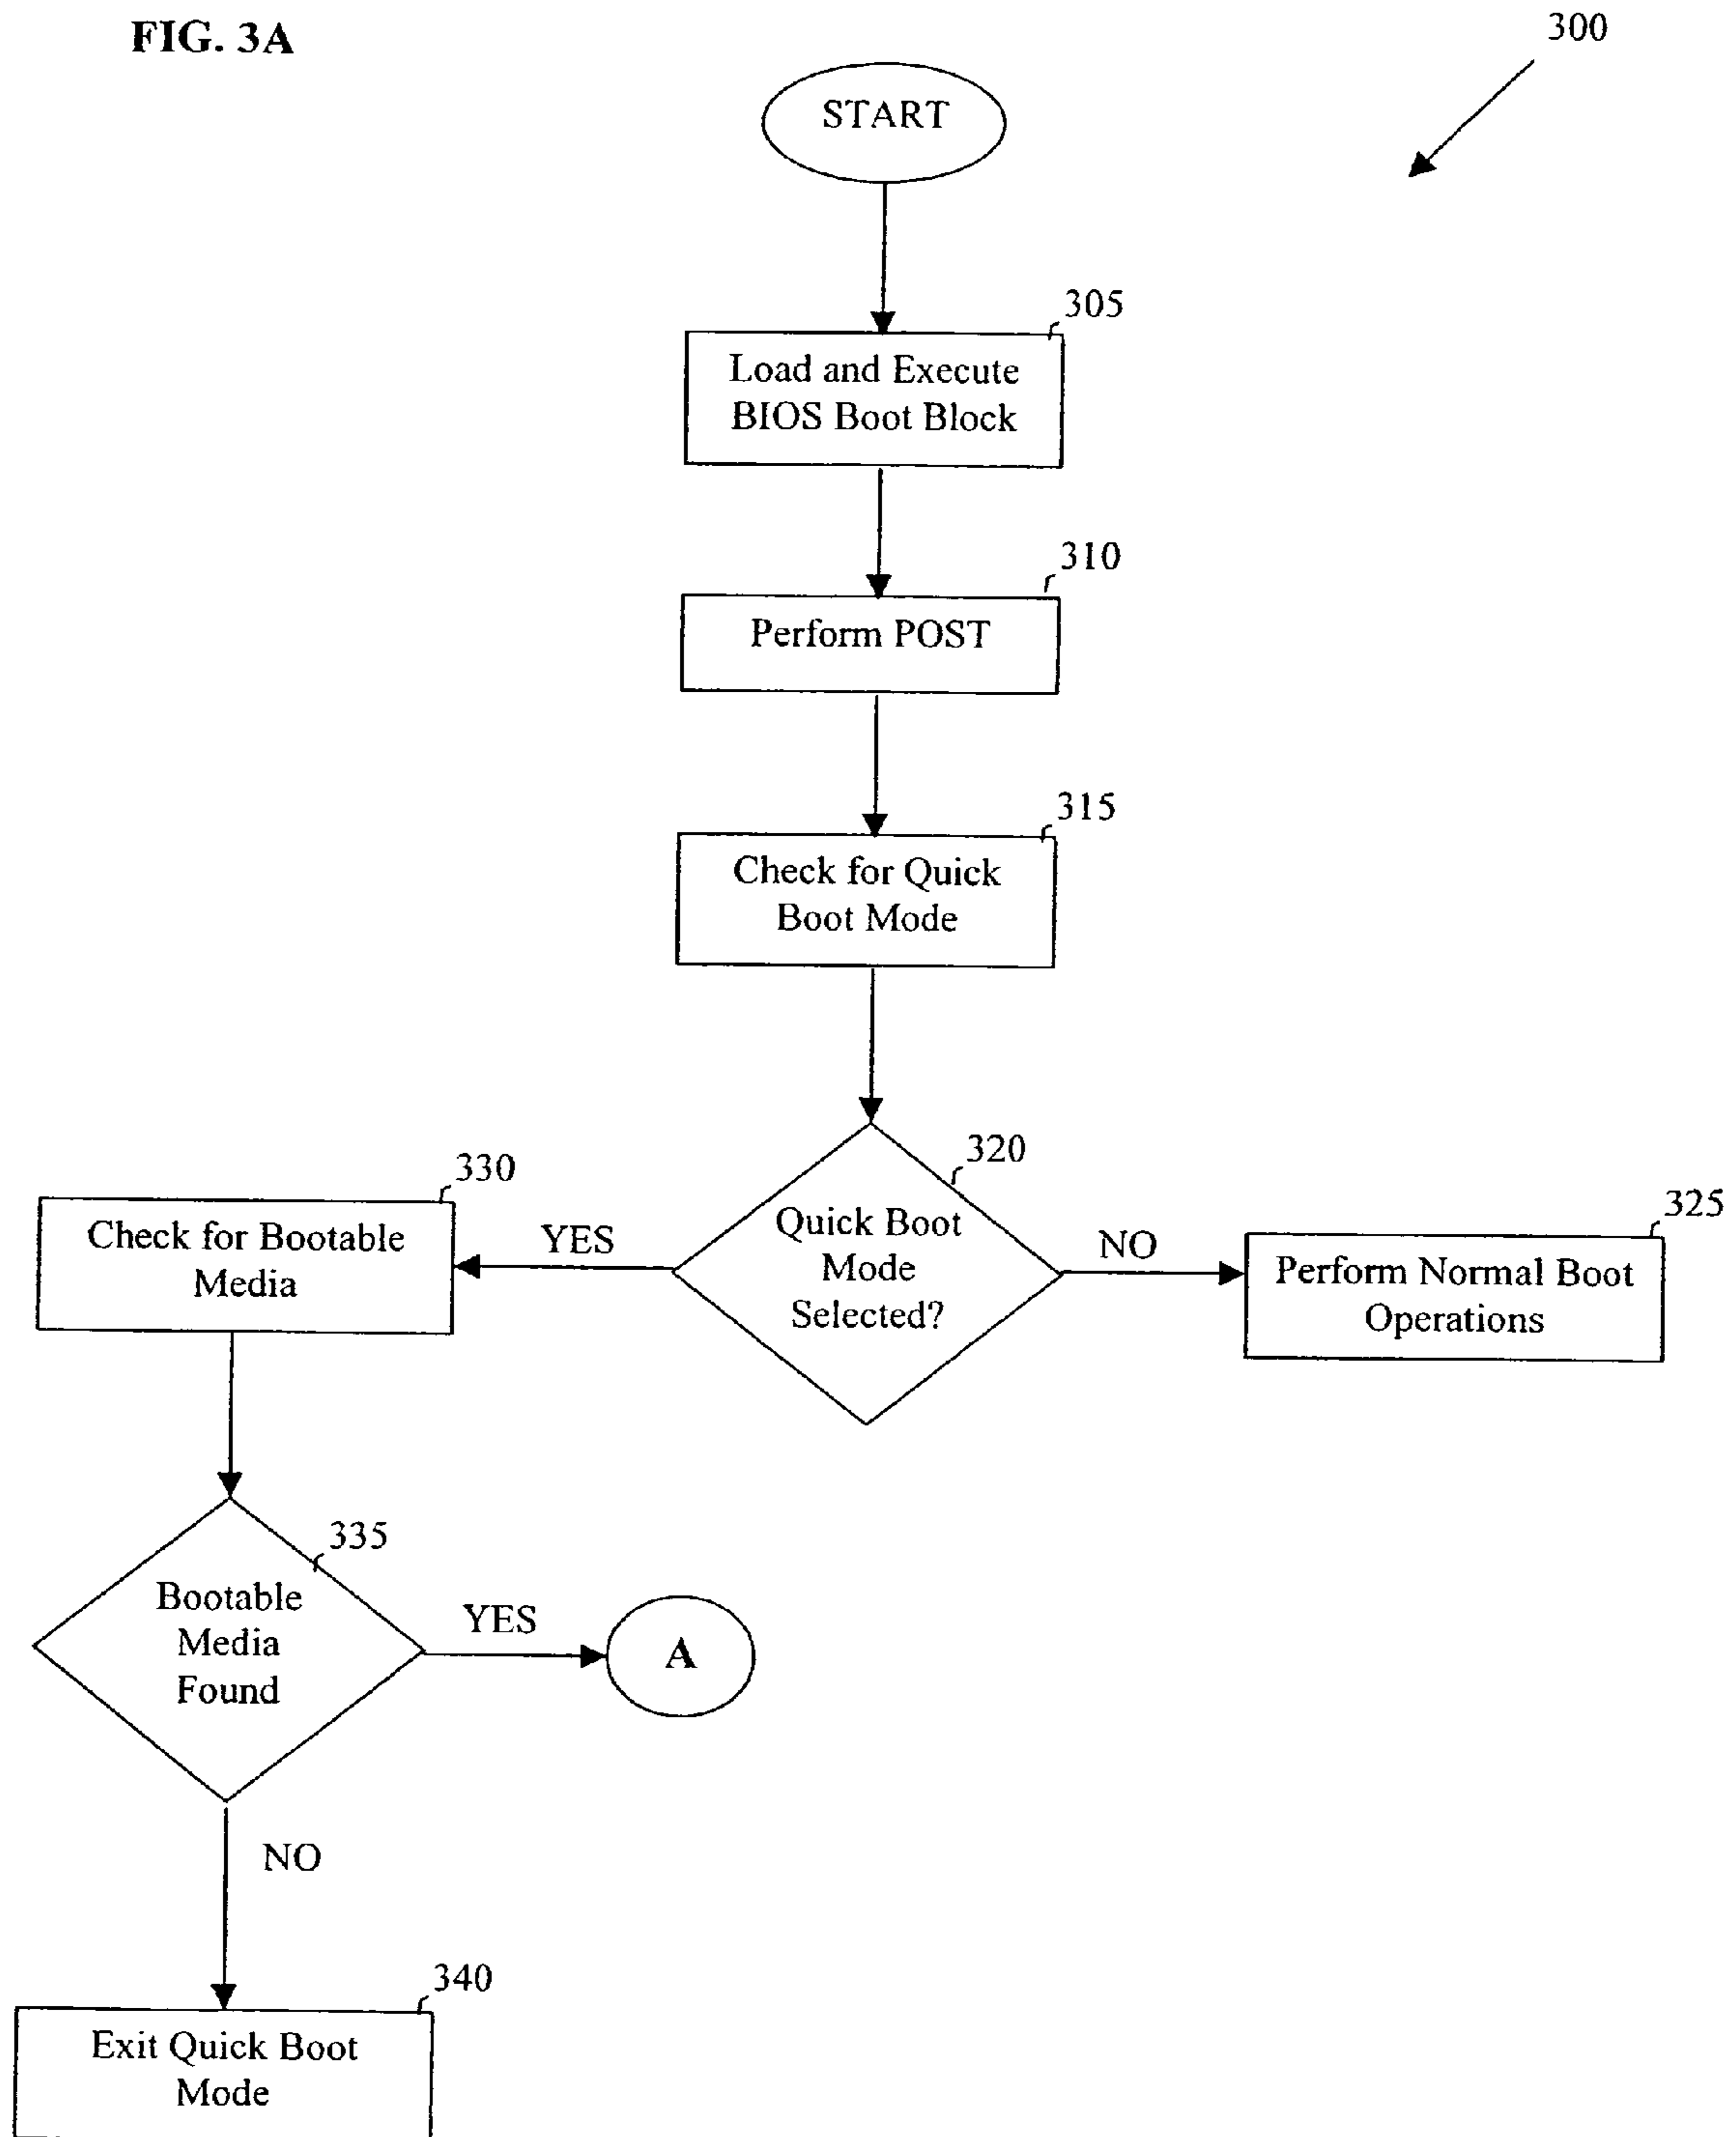 FIG. 3A
300
START
305
Load and Execute
BIOS Boot Block
310
Perform POST
315
Check for Quick
Boot Mode
320
Quick Boot
Mode
Selected?
YES
NO
330
Check for Bootable
Media
325
Perform Normal Boot
Operations
335
Bootable
Media
Found
YES
A
NO
340
Exit Quick Boot
Mode